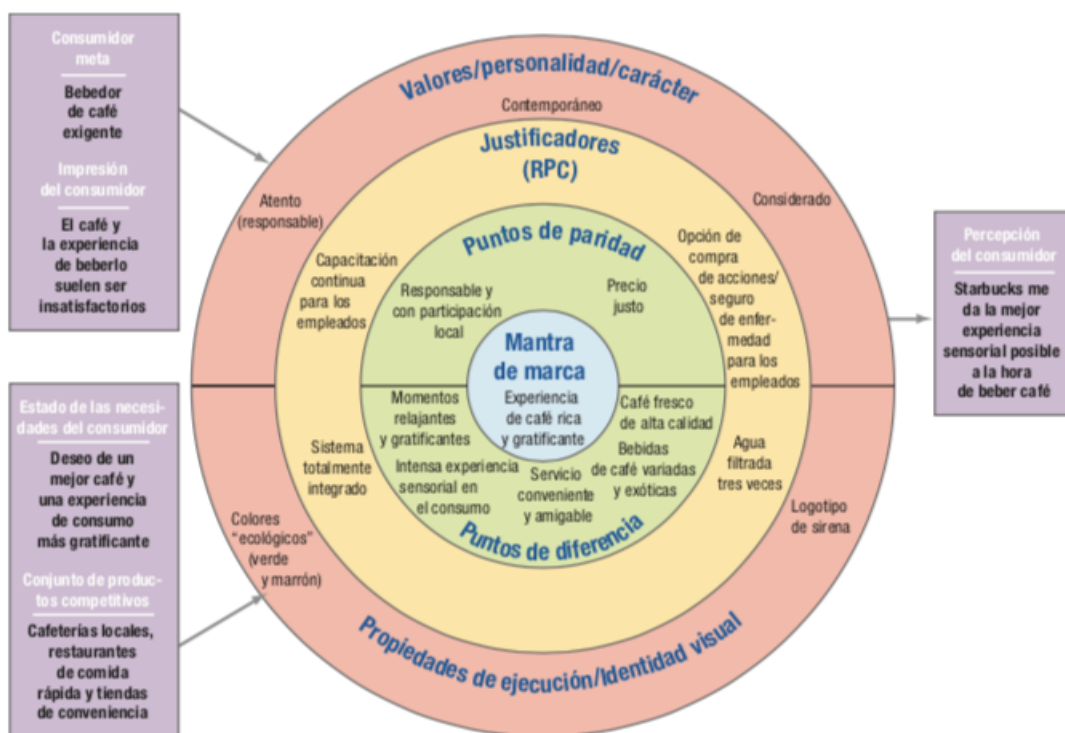 Consumidor
meta
Bebedor
de café
exigente
Impresión
del consumidor
El café y
la experiencia
de beberlo
suelen ser
insatisfactorios
Estado de las necesi-
dades del consumidor
Deseo de un
mejor café y
una experiencia
de consumo
más gratificante
Conjunto de produc-
tos competitivos
Cafeterías locales,
restaurantes
de comida
rápida y tiendas
de conveniencia
Valores/personalidad/carácter
Contemporáneo
Atento
(responsable)
Considerado
Justificadores
(RPC)
Capacitación
continua
para los
empleados
Opción de
compra
de acciones/
seguro
de enfer-
medad
para los
empleados
Puntos de paridad
Responsable y
con participación
local
Precio
justo
Mantra
de marca
Experiencia
de café rica
y gratificante
Momentos
relajantes
y gratificantes
Café fresco
de alta calidad
Intensa experiencia
sensorial en
el consumo
Servicio
conveniente
y amigable
Bebidas
de café variadas
y exóticas
Puntos de diferencia
Sistema
totalmente
integrado
Agua
filtrada
tres veces
Colores
“ecológicos”
(verde
y marrón)
Logotipo
de sirena
Propiedades de ejecución/Identidad visual
Percepción
del consumidor
Starbucks me
da la mejor
experiencia
sensorial posible
a la hora
de beber café